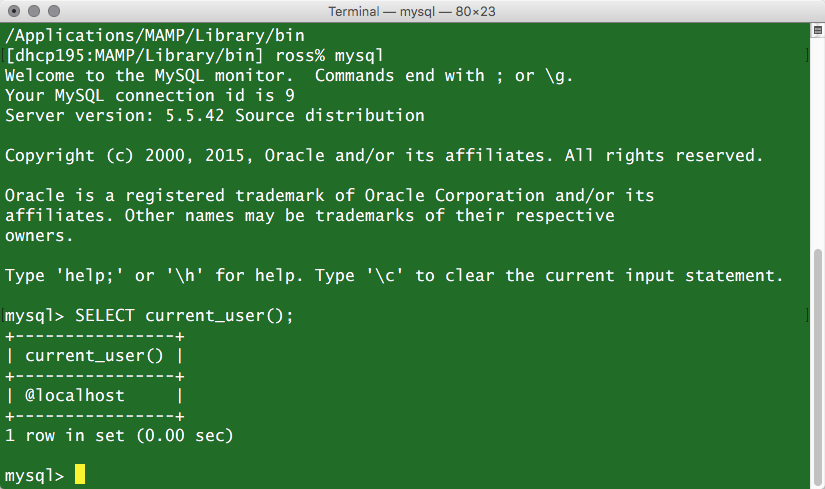 Terminal — mysql — 80×23
/Applications/MAMP/Library/bin
[dhcp195:MAMP/Library/bin] ross% mysql
Welcome to the MySQL monitor.  Commands end with ; or \g.
Your MySQL connection id is 9
Server version: 5.5.42 Source distribution
Copyright (c) 2000, 2015, Oracle and/or its affiliates. All rights reserved.
Oracle is a registered trademark of Oracle Corporation and/or its
affiliates. Other names may be trademarks of their respective
owners.
Type 'help;' or '\h' for help. Type '\c' to clear the current input statement.
mysql> SELECT current_user();
+----------------+
| current_user() |
+----------------+
| @localhost     |
+----------------+
1 row in set (0.00 sec)
mysql>